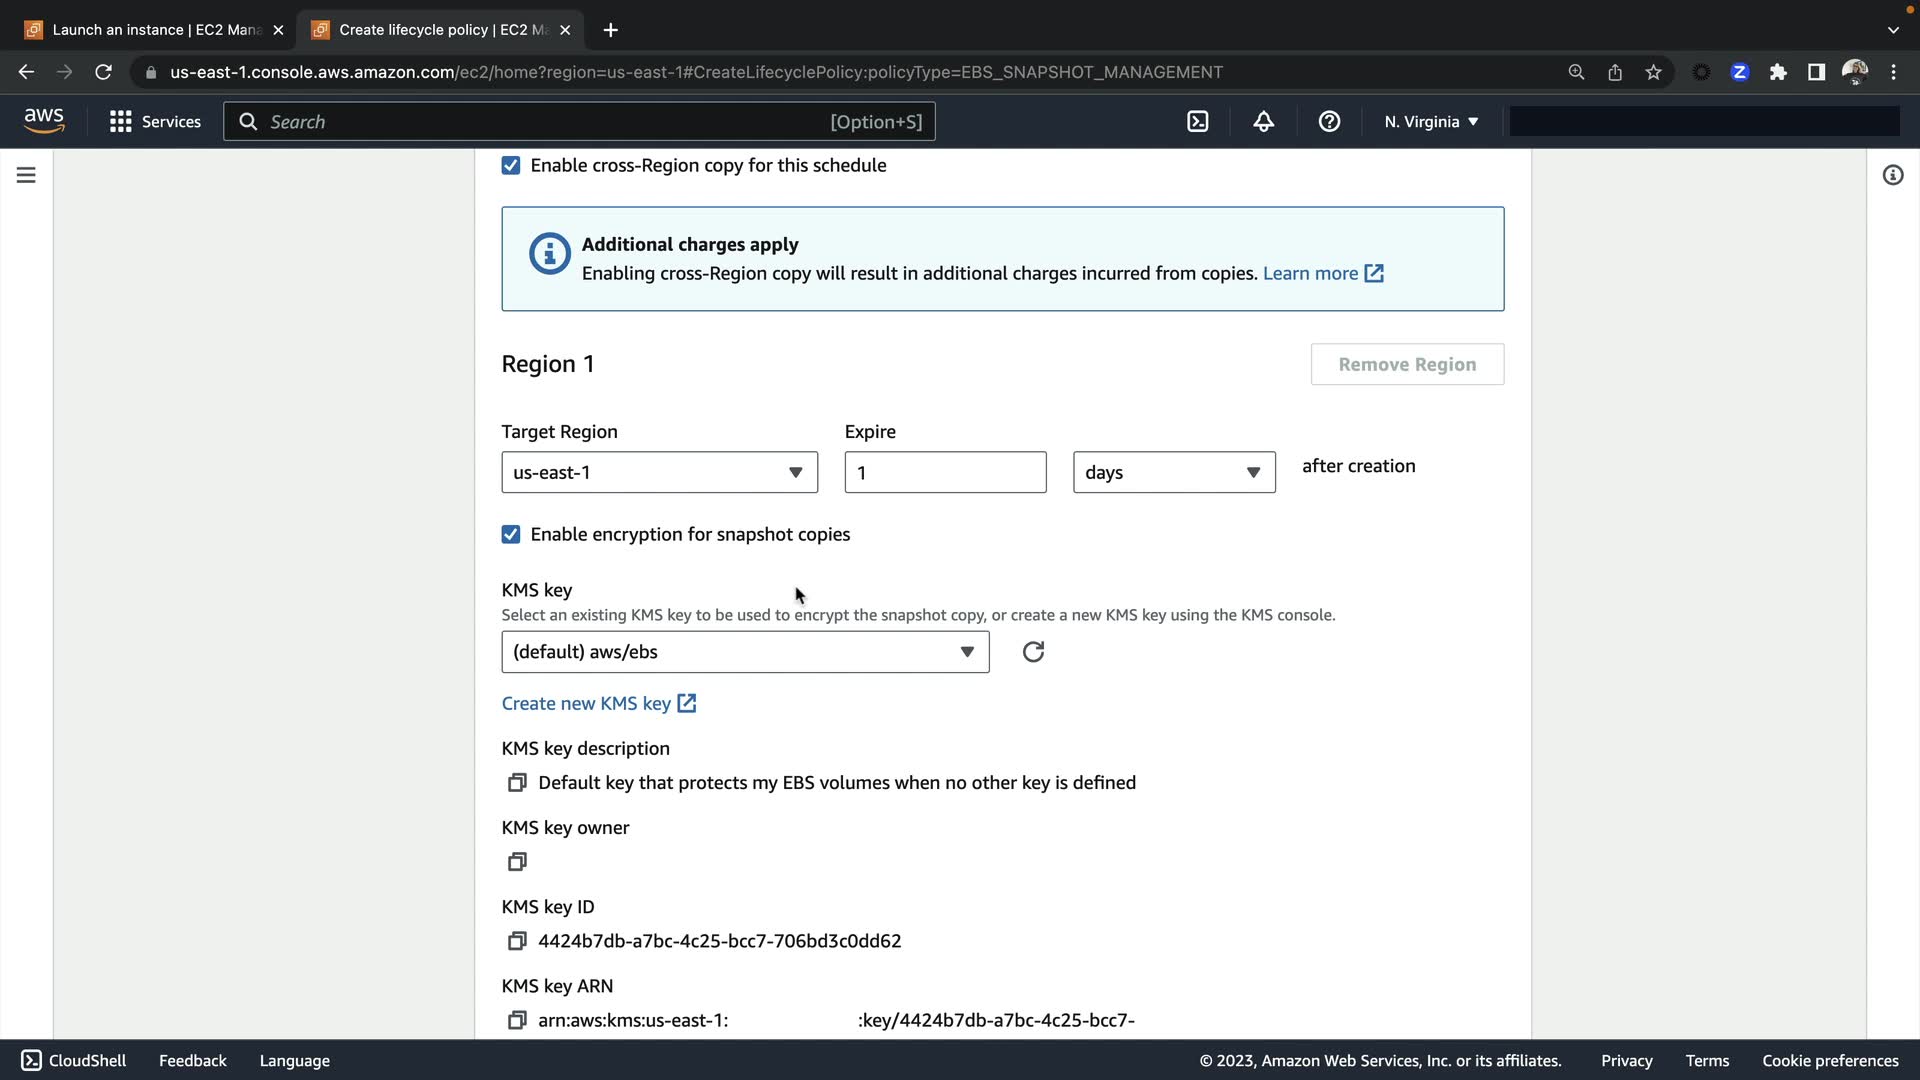 Launch an instance | EC2 Mana
Create lifecycle policy | EC2 Ma
us-east-1.console.aws.amazon.com/ec2/home?region=us-east-1#CreateLifecyclePolicy:policyType=EBS_SNAPSHOT_MANAGEMENT
Z
aws
Services
Search
[Option+S]
N. Virginia
Enable cross-Region copy for this schedule
Additional charges apply
Enabling cross-Region copy will result in additional charges incurred from copies. Learn more
Region 1
Remove Region
Target Region
Expire
us-east-1
1
days
after creation
Enable encryption for snapshot copies
KMS key
Select an existing KMS key to be used to encrypt the snapshot copy, or create a new KMS key using the KMS console.
(default) aws/ebs
Create new KMS key
KMS key description
Default key that protects my EBS volumes when no other key is defined
KMS key owner
KMS key ID
4424b7db-a7bc-4c25-bcc7-706bd3c0dd62
KMS key ARN
arn:aws:kms:us-east-1: :key/4424b7db-a7bc-4c25-bcc7-
CloudShell
Feedback
Language
© 2023, Amazon Web Services, Inc. or its affiliates.
Privacy
Terms
Cookie preferences